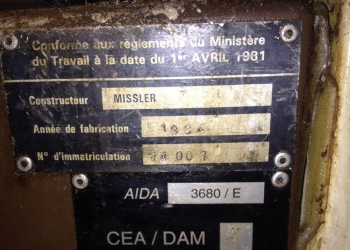 Conforme aux règlements du Ministère
du Travail à la date du 1er AVRIL 1981
Constructeur MISSLER
Année de fabrication
N° d'immatriculation
AIDA 3680 / E
CEA / DAM